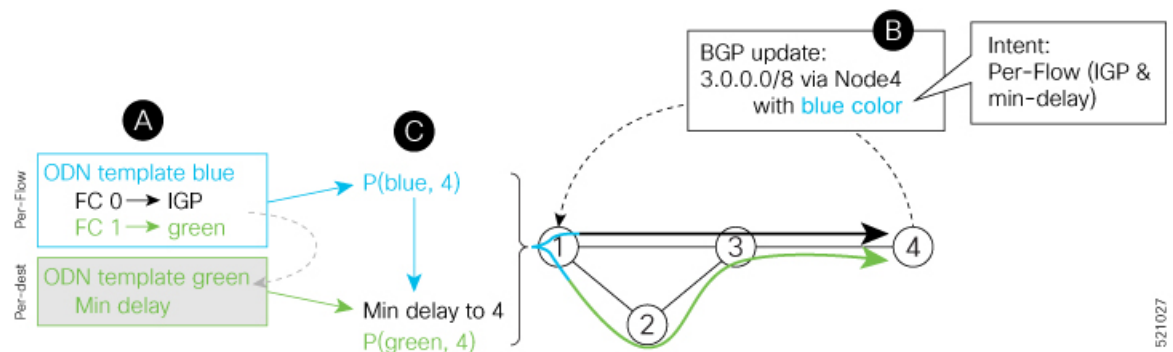 B
BGP update:
3.0.0.0/8 via Node4
with blue color
Intent:
Per-Flow (IGP &
min-delay)
A
C
Per-Flow
ODN template blue
FC 0 → IGP
FC 1 → green
P(blue, 4)
Per-dest
ODN template green
Min delay
Min delay to 4
P(green, 4)
1
3
4
2
521027